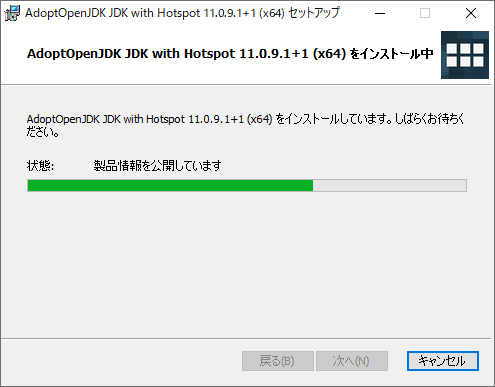 AdoptOpenJDK JDK with Hotspot 11.0.9.1+1 (x64) セットアップ
AdoptOpenJDK JDK with Hotspot 11.0.9.1+1 (x64) をインストール中
AdoptOpenJDK JDK with Hotspot 11.0.9.1+1 (x64) をインストールしています。しばらくお待ちく
ださい。
状態: 製品情報を公開しています
戻る(B) 次へ(N) キャンセル